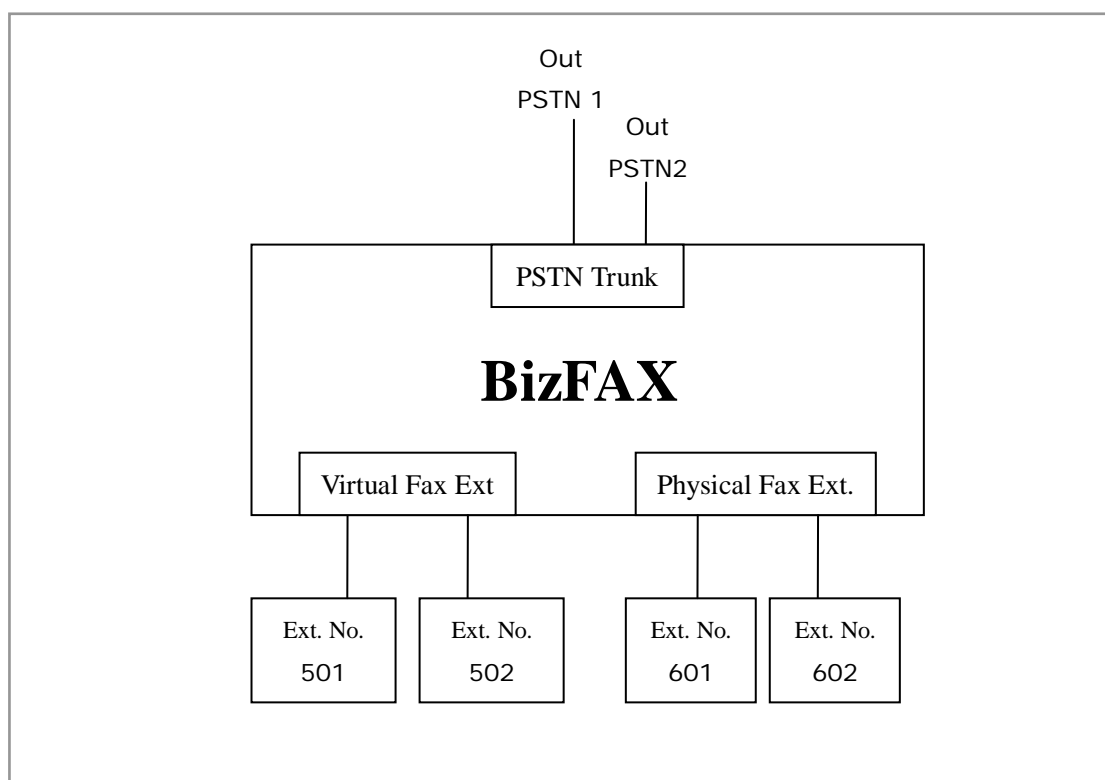 Out
PSTN 1
Out
PSTN2
PSTN Trunk
BizFAX
Virtual Fax Ext
Physical Fax Ext.
Ext. No.
501
Ext. No.
502
Ext. No.
601
Ext. No.
602